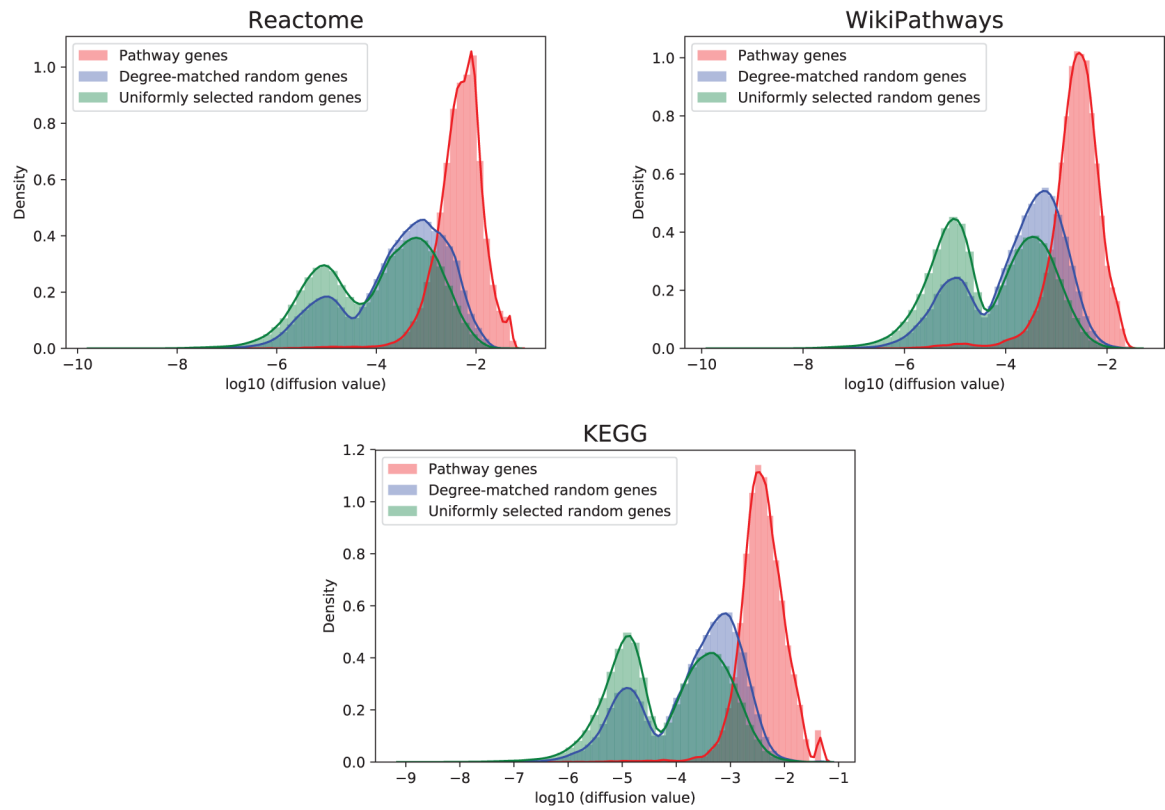 Reactome
Pathway genes
Degree-matched random genes
Uniformly selected random genes
1.0
0.8
0.6
0.4
0.2
0.0
Density
−10
−8
−6
−4
−2
log10 (diffusion value)
WikiPathways
Pathway genes
Degree-matched random genes
Uniformly selected random genes
1.0
0.8
0.6
0.4
0.2
0.0
Density
−10
−8
−6
−4
−2
log10 (diffusion value)
KEGG
Pathway genes
Degree-matched random genes
Uniformly selected random genes
1.2
1.0
0.8
0.6
0.4
0.2
0.0
Density
−9
−8
−7
−6
−5
−4
−3
−2
−1
log10 (diffusion value)